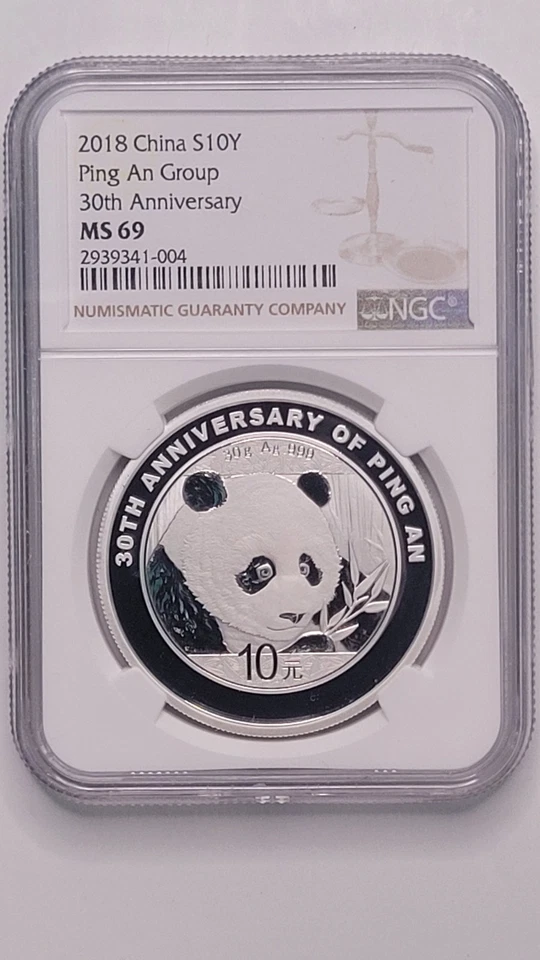 2018 China S10Y
Ping An Group
30th Anniversary
MS 69
2939341-004
NUMISMATIC GUARANTY COMPANY
NGC®
30TH ANNIVERSARY OF PING AN
30g Ag 999
10元